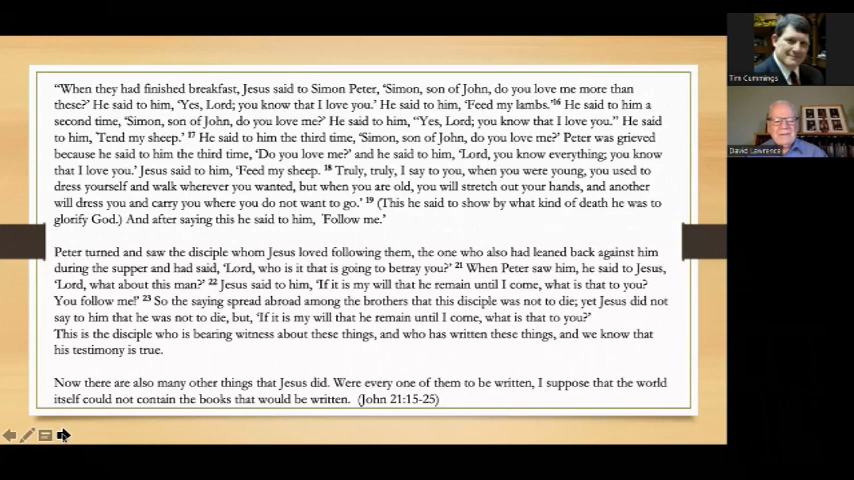 “When they had finished breakfast, Jesus said to Simon Peter, ‘Simon, son of John, do you love me more than
these?’ He said to him, ‘Yes, Lord; you know that I love you.’ He said to him, ‘Feed my lambs.’16 He said to him a
second time, ‘Simon, son of John, do you love me?’ He said to him, “Yes, Lord; you know that I love you.” He said
to him, ‘Tend my sheep.’ 17 He said to him the third time, ‘Simon, son of John, do you love me?’ Peter was grieved
because he said to him the third time, ‘Do you love me?’ and he said to him, ‘Lord, you know everything; you know
that I love you.’ Jesus said to him, ‘Feed my sheep. 18 Truly, truly, I say to you, when you were young, you used to
dress yourself and walk wherever you wanted, but when you are old, you will stretch out your hands, and another
will dress you and carry you where you do not want to go.’ 19 (This he said to show by what kind of death he was to
glorify God.) And after saying this he said to him, ‘Follow me.’
Peter turned and saw the disciple whom Jesus loved following them, the one who also had leaned back against him
during the supper and had said, ‘Lord, who is it that is going to betray you?’ 21 When Peter saw him, he said to Jesus,
‘Lord, what about this man?’ 22 Jesus said to him, ‘If it is my will that he remain until I come, what is that to you?
You follow me!’ 23 So the saying spread abroad among the brothers that this disciple was not to die; yet Jesus did not
say to him that he was not to die, but, ‘If it is my will that he remain until I come, what is that to you?’
This is the disciple who is bearing witness about these things, and who has written these things, and we know that
his testimony is true.
Now there are also many other things that Jesus did. Were every one of them to be written, I suppose that the world
itself could not contain the books that would be written. (John 21:15-25)
Tim Cummings
David Lawrence